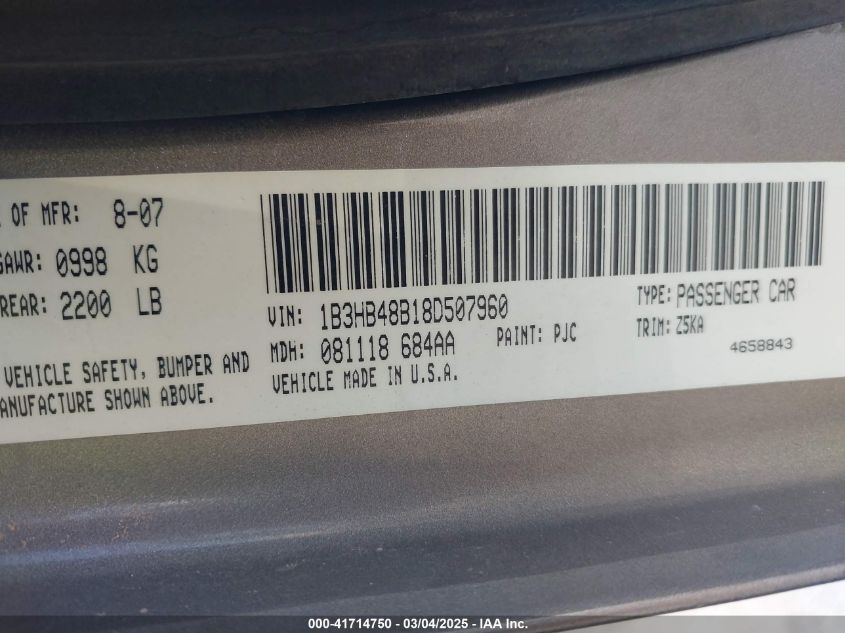 OF MFR: 8-07
GAWR: 0998 KG
REAR: 2200 LB
VEHICLE SAFETY, BUMPER AND
MANUFACTURE SHOWN ABOVE.
VIN: 1B3HB48B18D507960
MDH: 081118 684AA
PAINT: PJC
VEHICLE MADE IN U.S.A.
TYPE: PASSENGER CAR
TRIM: Z5KA
4658843
000-41714750 - 03/04/2025 - IAA Inc.